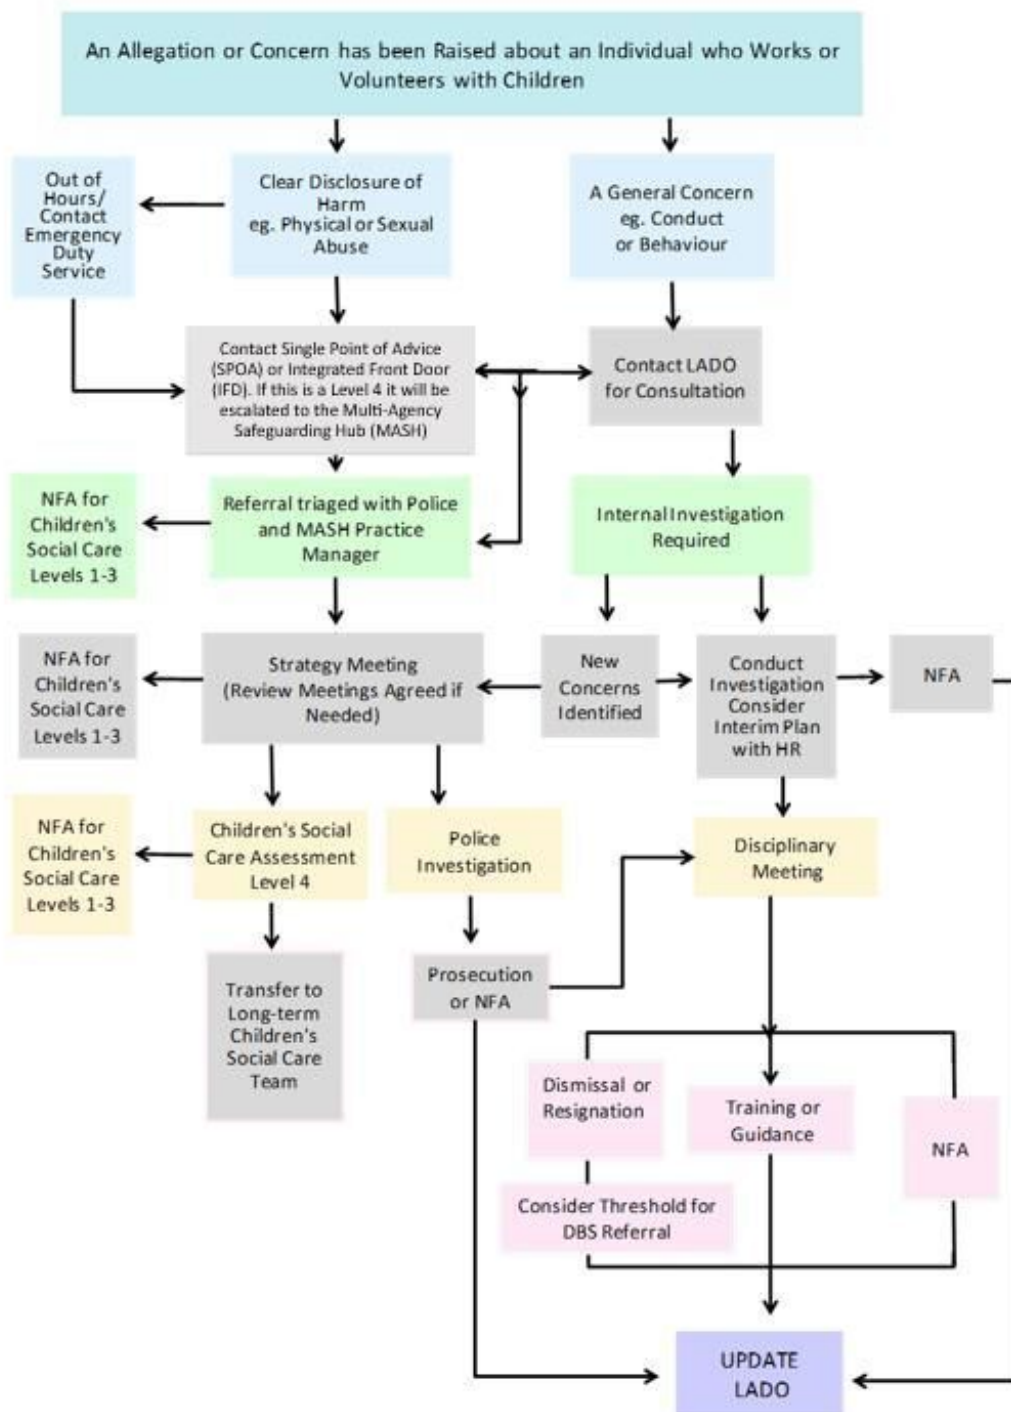 An Allegation or Concern has been Raised about an Individual who Works or
Volunteers with Children
Out of
Hours/
Contact
Emergency
Duty
Service
Clear Disclosure of
Harm
eg. Physical or Sexual
Abuse
A General Concern
eg. Conduct
or Behaviour
Contact Single Point of Advice
(SPOA) or Integrated Front Door
(IFD). If this is a Level 4 it will be
escalated to the Multi-Agency
Safeguarding Hub (MASH)
Contact LADO
for Consultation
NFA for
Children's
Social Care
Levels 1-3
Referral triaged with Police
and MASH Practice
Manager
Internal Investigation
Required
NFA for
Children's
Social Care
Levels 1-3
Strategy Meeting
(Review Meetings Agreed if
Needed)
New
Concerns
Identified
Conduct
Investigation
Consider
Interim Plan
with HR
NFA
NFA for
Children's
Social Care
Levels 1-3
Children's Social
Care Assessment
Level 4
Police
Investigation
Disciplinary
Meeting
Transfer to
Long-term
Children's
Social Care
Team
Prosecution
or NFA
Dismissal or
Resignation
Training or
Guidance
NFA
Consider Threshold for
DBS Referral
UPDATE
LADO